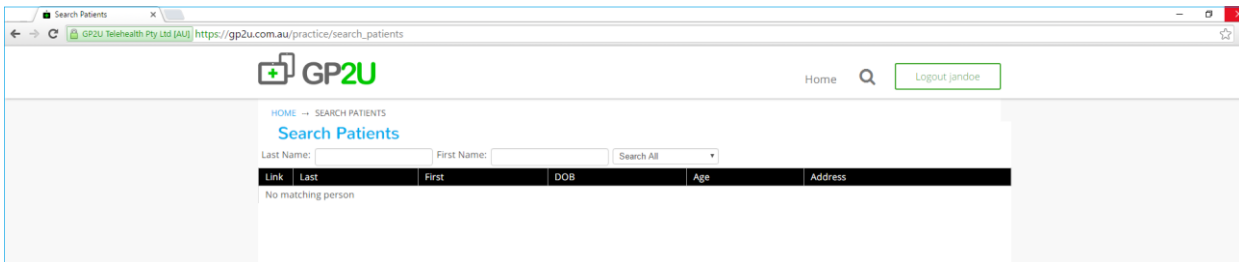 Search Patients
GP2U Telehealth Pty Ltd [AU] https://gp2u.com.au/practice/search_patients
GP2U
Home
Logout jandoe
HOME → SEARCH PATIENTS
Search Patients
Last Name: First Name: Search All
Link Last First DOB Age Address
No matching person